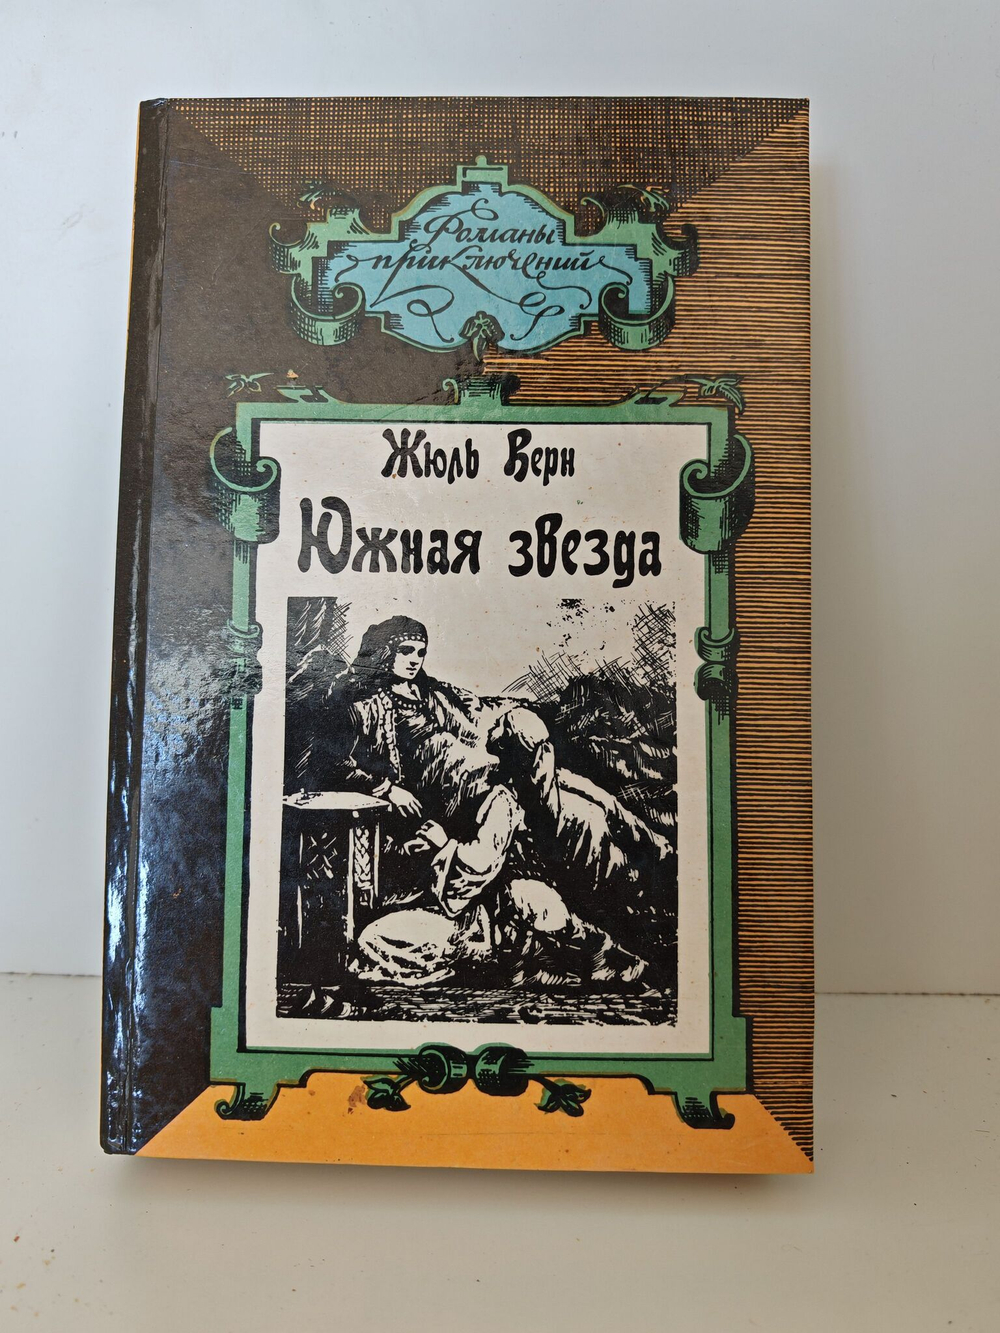 Романы
приключений
Жюль Верн
Южная звезда